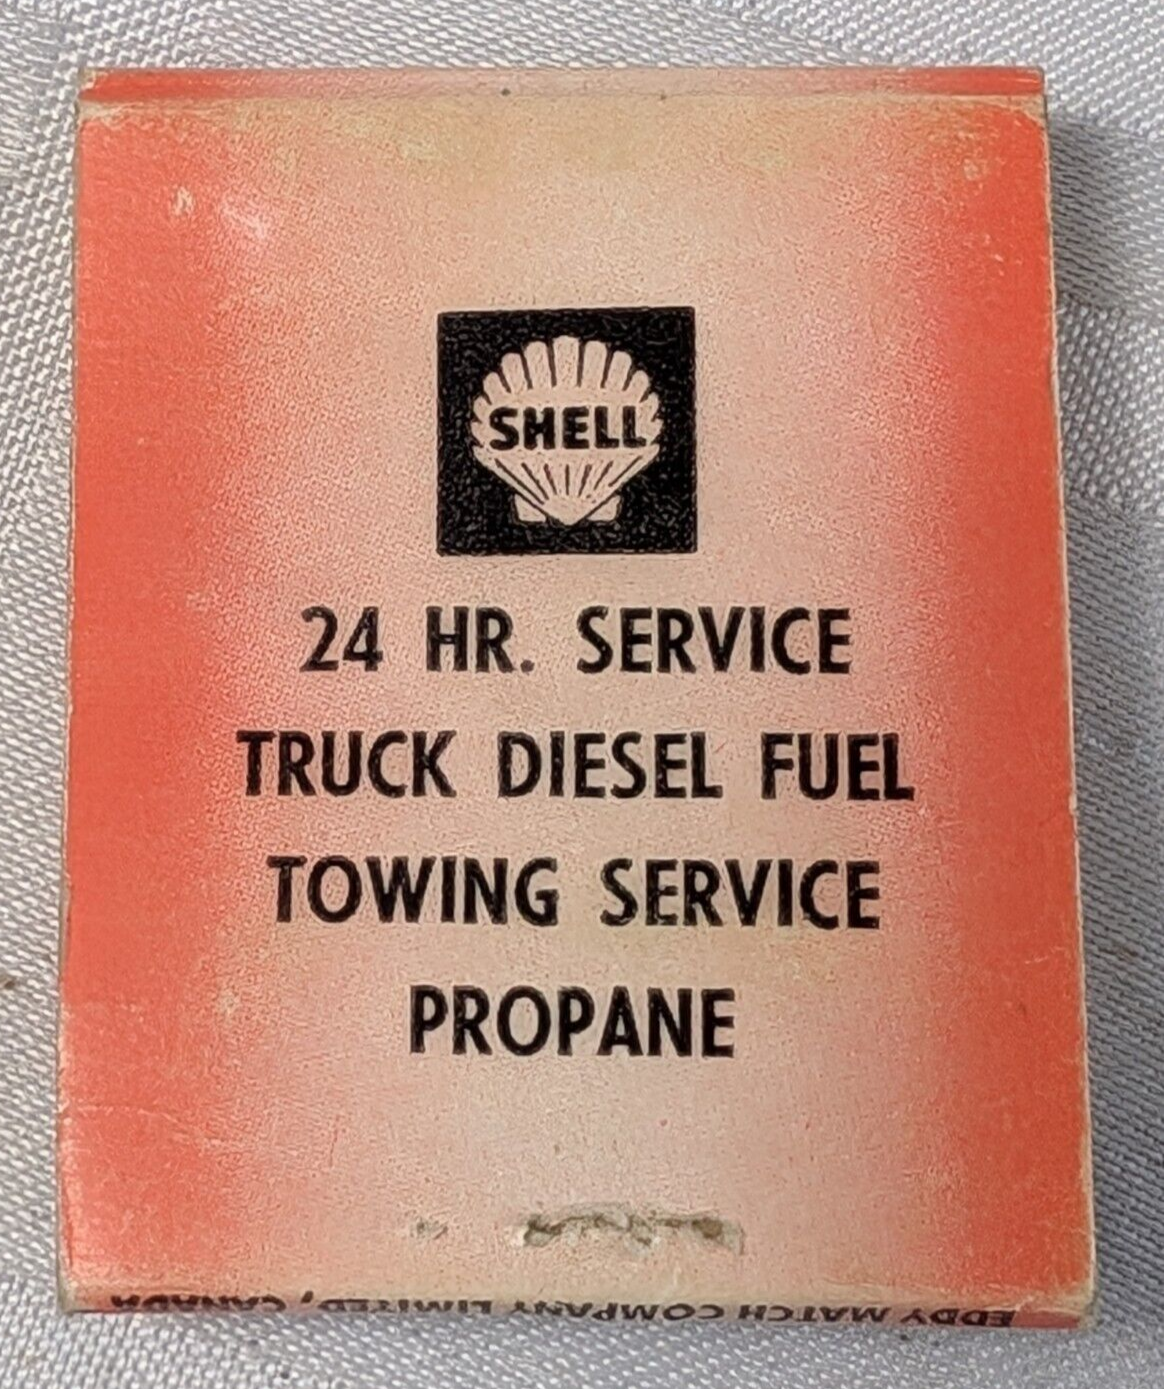 SHELL
24 HR. SERVICE
TRUCK DIESEL FUEL
TOWING SERVICE
PROPANE
EDDY MATCH COMPANY LIMITED, CANADA